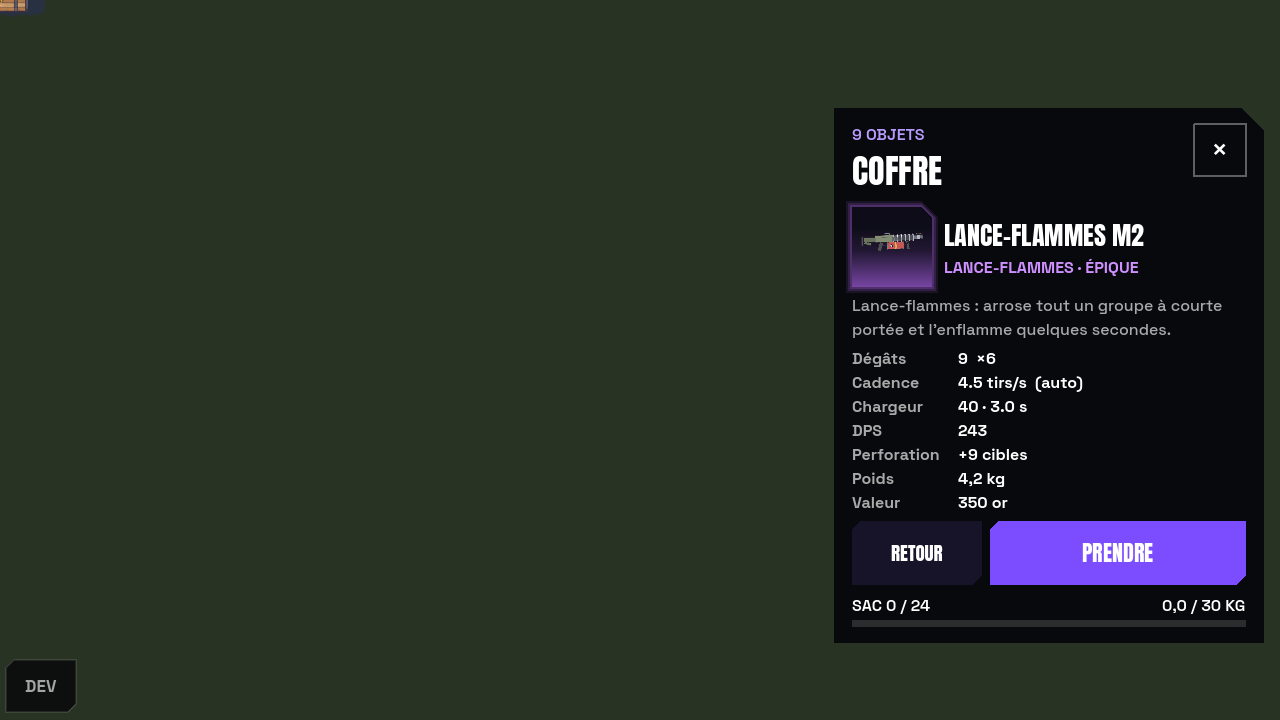 9 OBJETS
COFFRE
×
LANCE-FLAMMES M2
LANCE-FLAMMES · ÉPIQUE
Lance-flammes : arrose tout un groupe à courte
portée et l'enflamme quelques secondes.
Dégâts 9 ×6
Cadence 4.5 tirs/s (auto)
Chargeur 40 · 3.0 s
DPS 243
Perforation +9 cibles
Poids 4,2 kg
Valeur 350 or
RETOUR PRENDRE
SAC 0 / 24 0,0 / 30 KG
DEV